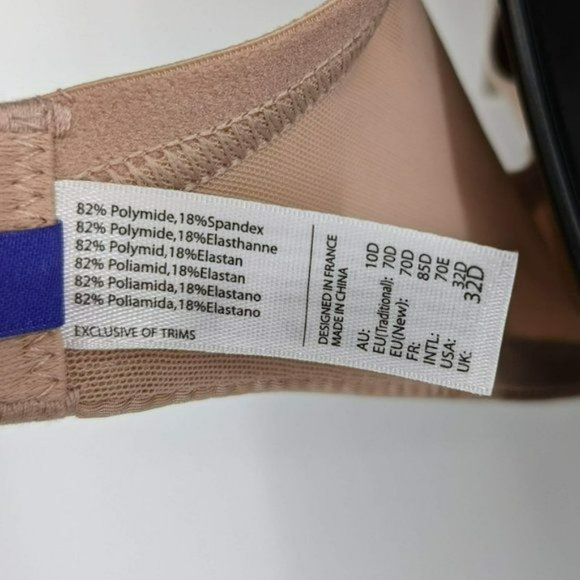 82% Polymide,18%Spandex
82% Polymide,18%Elasthanne
82% Polymid,18%Elastan
82% Poliamid,18%Elastan
82% Poliamida,18%Elastano
82% Poliamida,18%Elastano
EXCLUSIVE OF TRIMS
DESIGNED IN FRANCE
MADE IN CHINA
AU: 10D
EU(Traditional): 70D
EU(New): 70D
FR: 85D
INTL: 70E
USA: 32D
UK: 32D